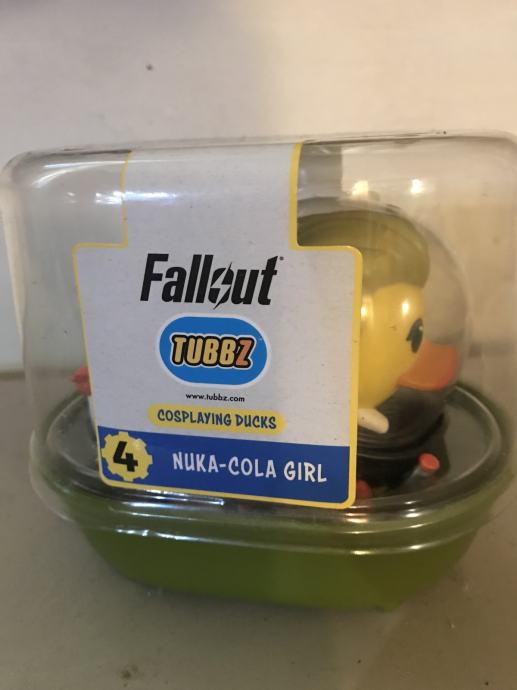 Fallout®
TUBBZ
www.tubbz.com
COSPLAYING DUCKS
4 NUKA-COLA GIRL